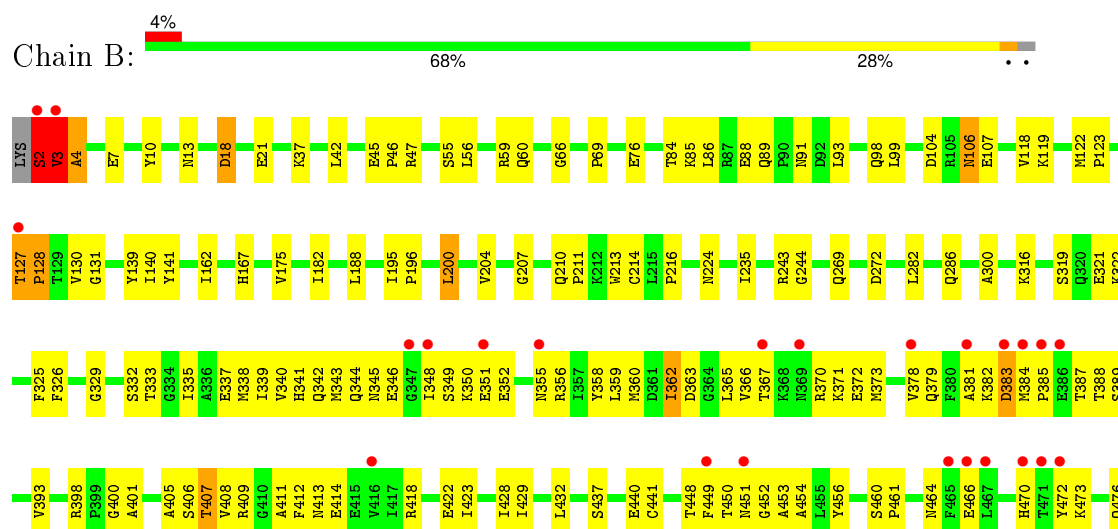 4%
Chain B:
68% 28% • •
LYS S2 V3 A4 E7 Y10 N13 D18 E21 K37 L42 E45 P46 R47 S55 L56 R59 Q60 G66 P69 E76 T84 K85 L86 R87 E88 Q89 P90 N91 D92 L93 Q98 L99 D104 R105 N106 E107 V118 K119 M122 P123
T127 P128 T129 V130 G131 Y139 I140 Y141 I162 H167 V175 I182 L188 I195 P196 L200 V204 G207 Q210 P211 K212 W213 C214 L215 P216 N224 I235 R243 G244 Q269 D272 L282 Q286 A300 K316 S319 Q320 E321 K322
F325 F326 G329 S332 T333 G334 I335 A336 E337 M338 I339 V340 H341 Q342 M343 Q344 N345 E346 G347 I348 S349 K350 E351 E352 N355 R356 I357 Y358 L359 M360 D361 I362 D363 G364 L365 V366 T367 K368 N369 R370 K371 E372 M373 V378 Q379 F380 A381 K382 D383 M384 P385 E386 T387 T388 S389
V393 R398 P399 G400 A401 A405 S406 T407 V408 R409 G410 A411 F412 N413 E414 E415 V416 I417 R418 E422 I423 I428 I429 L432 S437 E440 C441 T448 F449 T450 N451 G452 A453 A454 L455 Y456 S460 P461 N464 F465 E466 L467 H470 T471 Y472 K473